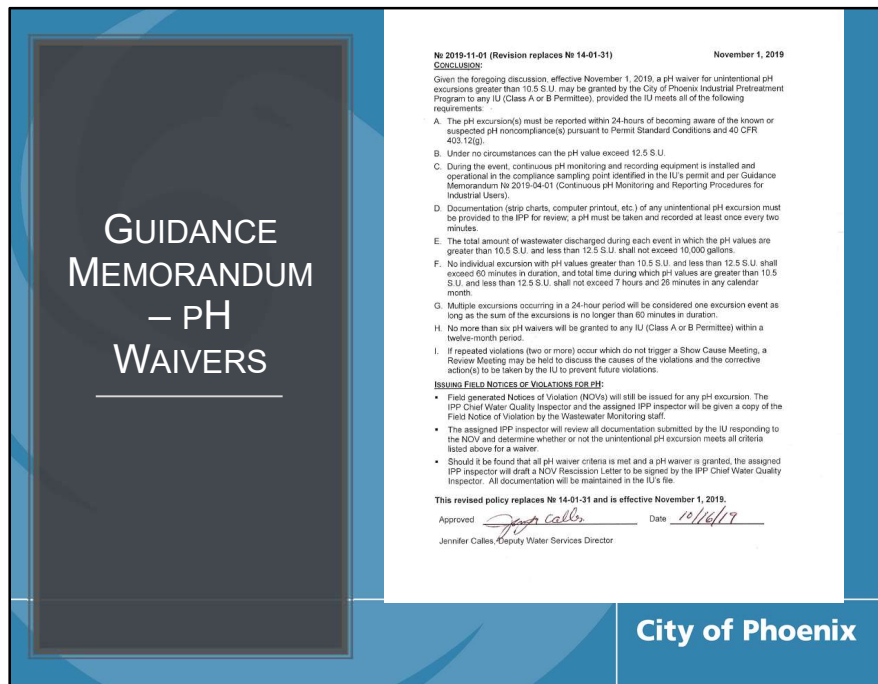 GUIDANCE
MEMORANDUM
– PH
WAIVERS
№ 2019-11-01 (Revision replaces № 14-01-31) November 1, 2019
CONCLUSION:
Given the foregoing discussion, effective November 1, 2019, a pH waiver for unintentional pH
excursions greater than 10.5 S.U. may be granted by the City of Phoenix Industrial Pretreatment
Program to any IU (Class A or B Permittee), provided the IU meets all of the following
requirements:
A. The pH excursion(s) must be reported within 24-hours of becoming aware of the known or
suspected pH noncompliance(s) pursuant to Permit Standard Conditions and 40 CFR
403.12(g).
B. Under no circumstances can the pH value exceed 12.5 S.U.
C. During the event, continuous pH monitoring and recording equipment is installed and
operational in the compliance sampling point identified in the IU's permit and per Guidance
Memorandum № 2019-04-01 (Continuous pH Monitoring and Reporting Procedures for
Industrial Users).
D. Documentation (strip charts, computer printout, etc.) of any unintentional pH excursion must
be provided to the IPP for review; a pH must be taken and recorded at least once every two
minutes.
E. The total amount of wastewater discharged during each event in which the pH values are
greater than 10.5 S.U. and less than 12.5 S.U. shall not exceed 10,000 gallons.
F. No individual excursion with pH values greater than 10.5 S.U. and less than 12.5 S.U. shall
exceed 60 minutes in duration, and total time during which pH values are greater than 10.5
S.U. and less than 12.5 S.U. shall not exceed 7 hours and 26 minutes in any calendar
month.
G. Multiple excursions occurring in a 24-hour period will be considered one excursion event as
long as the sum of the excursions is no longer than 60 minutes in duration.
H. No more than six pH waivers will be granted to any IU (Class A or B Permittee) within a
twelve-month period.
I. If repeated violations (two or more) occur which do not trigger a Show Cause Meeting, a
Review Meeting may be held to discuss the causes of the violations and the corrective
action(s) to be taken by the IU to prevent future violations.
ISSUING FIELD NOTICES OF VIOLATIONS FOR PH:
▪ Field generated Notices of Violation (NOVs) will still be issued for any pH excursion. The
IPP Chief Water Quality Inspector and the assigned IPP inspector will be given a copy of the
Field Notice of Violation by the Wastewater Monitoring staff.
▪ The assigned IPP inspector will review all documentation submitted by the IU responding to
the NOV and determine whether or not the unintentional pH excursion meets all criteria
listed above for a waiver.
▪ Should it be found that all pH waiver criteria is met and a pH waiver is granted, the assigned
IPP inspector will draft a NOV Rescission Letter to be signed by the IPP Chief Water Quality
Inspector. All documentation will be maintained in the IU's file.
This revised policy replaces № 14-01-31 and is effective November 1, 2019.
Approved Calles Date 10/16/19
Jennifer Calles, Deputy Water Services Director
City of Phoenix